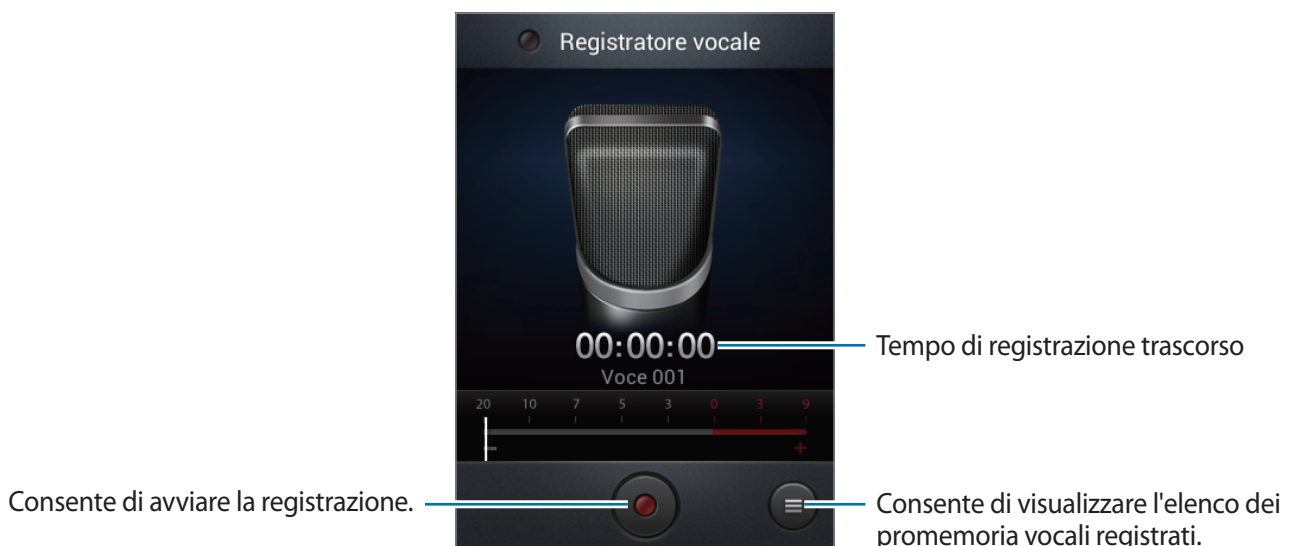 Registratore vocale
00:00:00
Tempo di registrazione trascorso
Voce 001
20 10 7 5 3 0 3 9
- +
Consente di avviare la registrazione.
Consente di visualizzare l'elenco dei
promemoria vocali registrati.